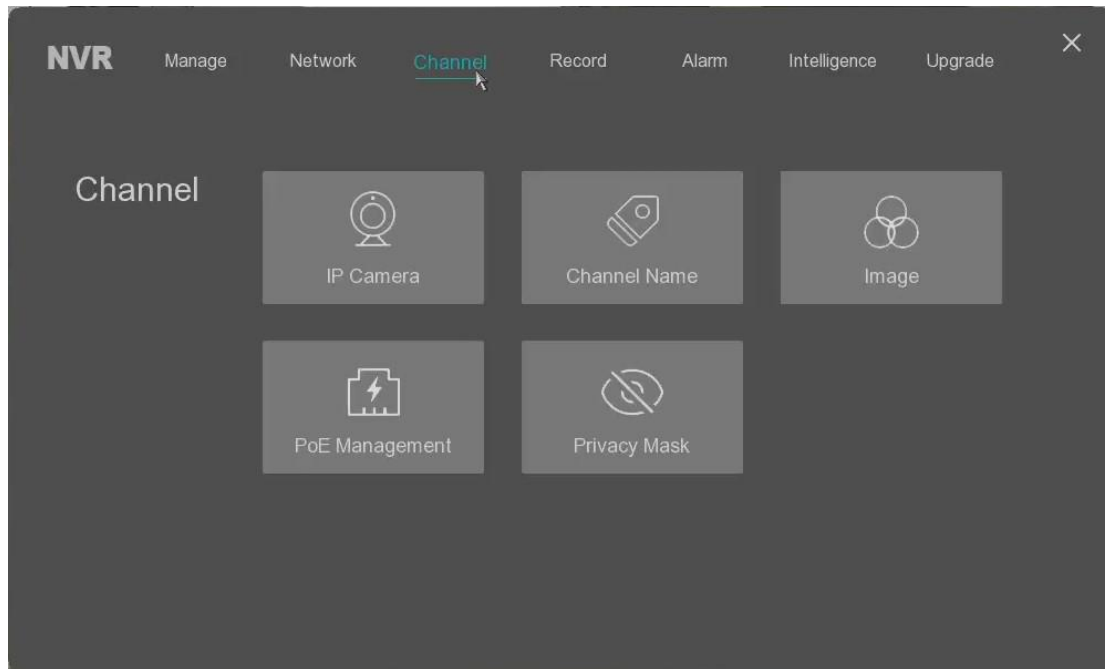 NVR Manage Network Channel Record Alarm Intelligence Upgrade
Channel
IP Camera Channel Name Image
PoE Management Privacy Mask